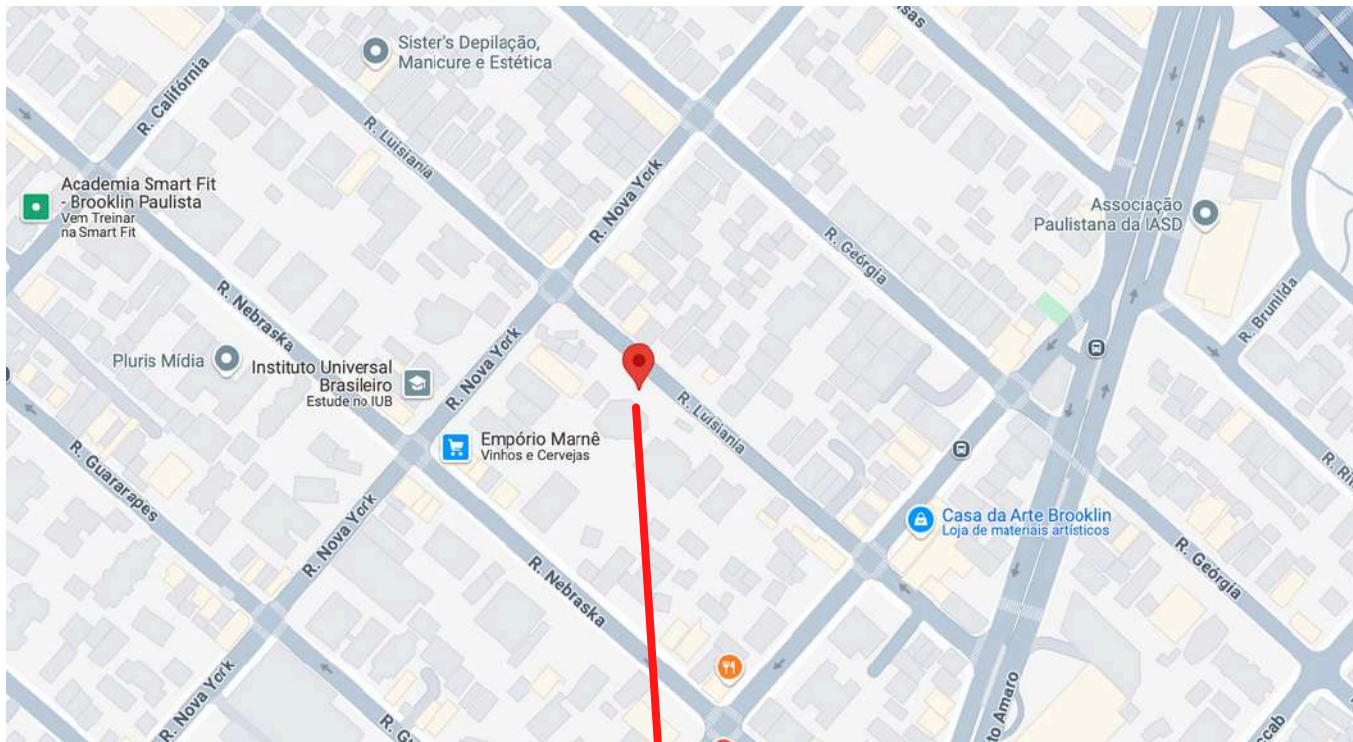 Sister's Depilação,
Manicure e Estética
R. Califórnia
R. Luisiania
R. Nova York
Academia Smart Fit
- Brooklin Paulista
Vem Treinar
na Smart Fit
Associação
Paulistana da IASD
R. Geórgia
R. Brunilda
R. Nebraska
Pluris Mídia
Instituto Universal
Brasileiro
Estude no IUB
R. Nova York
R. Luisiania
Empório Marnê
Vinhos e Cervejas
R. Guararapes
R. Nova York
Casa da Arte Brooklin
Loja de materiais artísticos
R. Geórgia
R. Nebraska
R. Nova York